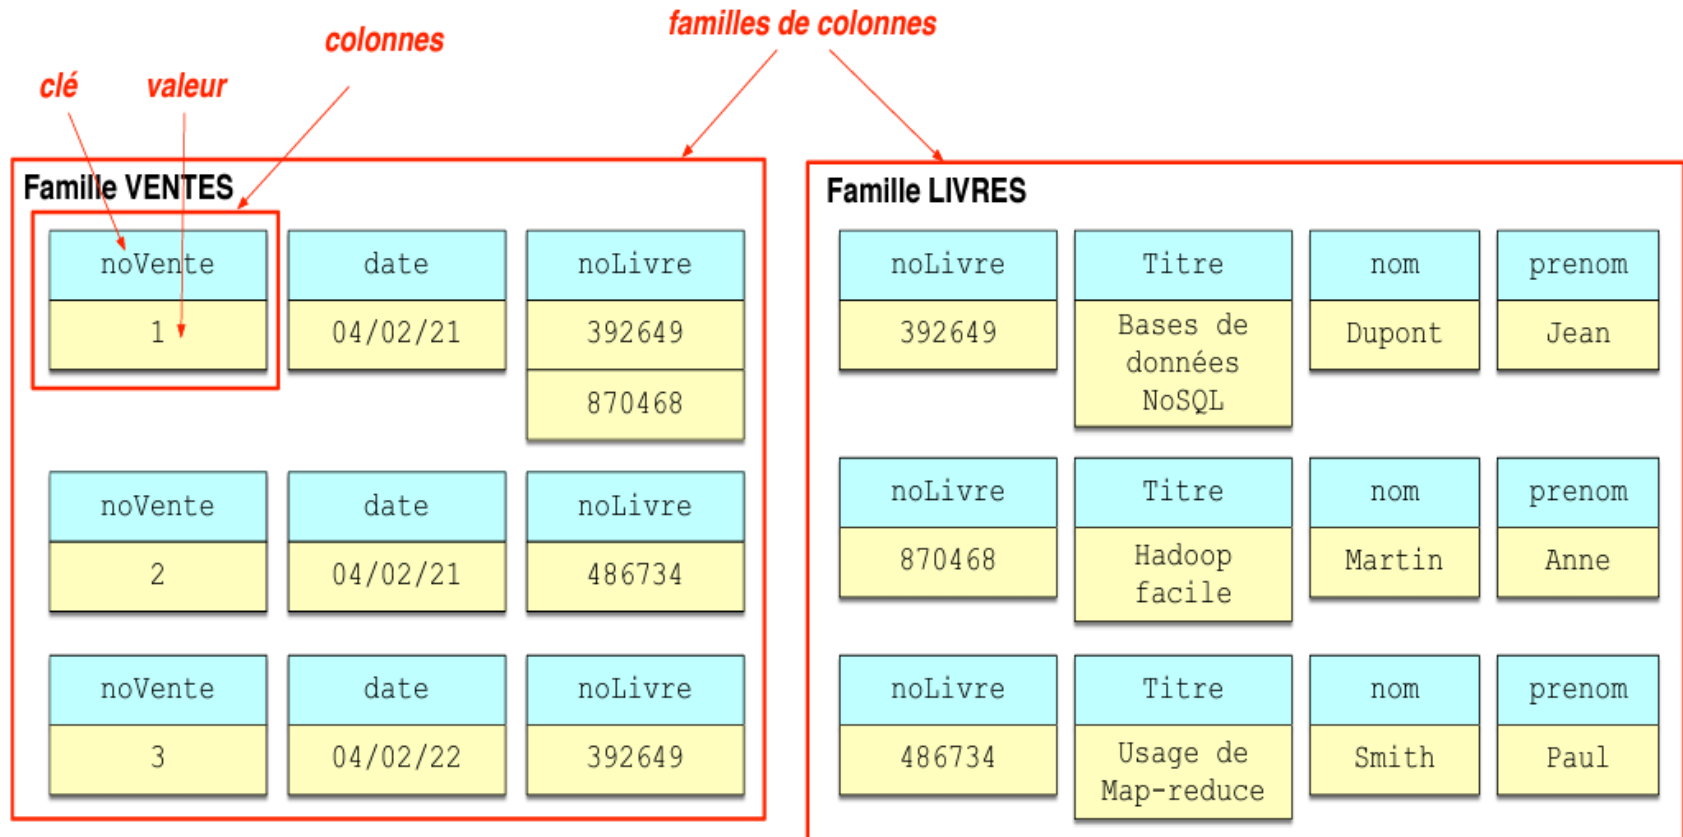 familles de colonnes
colonnes
clé valeur
Famille VENTES
noVente date noLivre
1 04/02/21 392649
870468
noVente date noLivre
2 04/02/21 486734
noVente date noLivre
3 04/02/22 392649
Famille LIVRES
noLivre Titre nom prenom
392649 Bases de données NoSQL Dupont Jean
noLivre Titre nom prenom
870468 Hadoop facile Martin Anne
noLivre Titre nom prenom
486734 Usage de Map-reduce Smith Paul